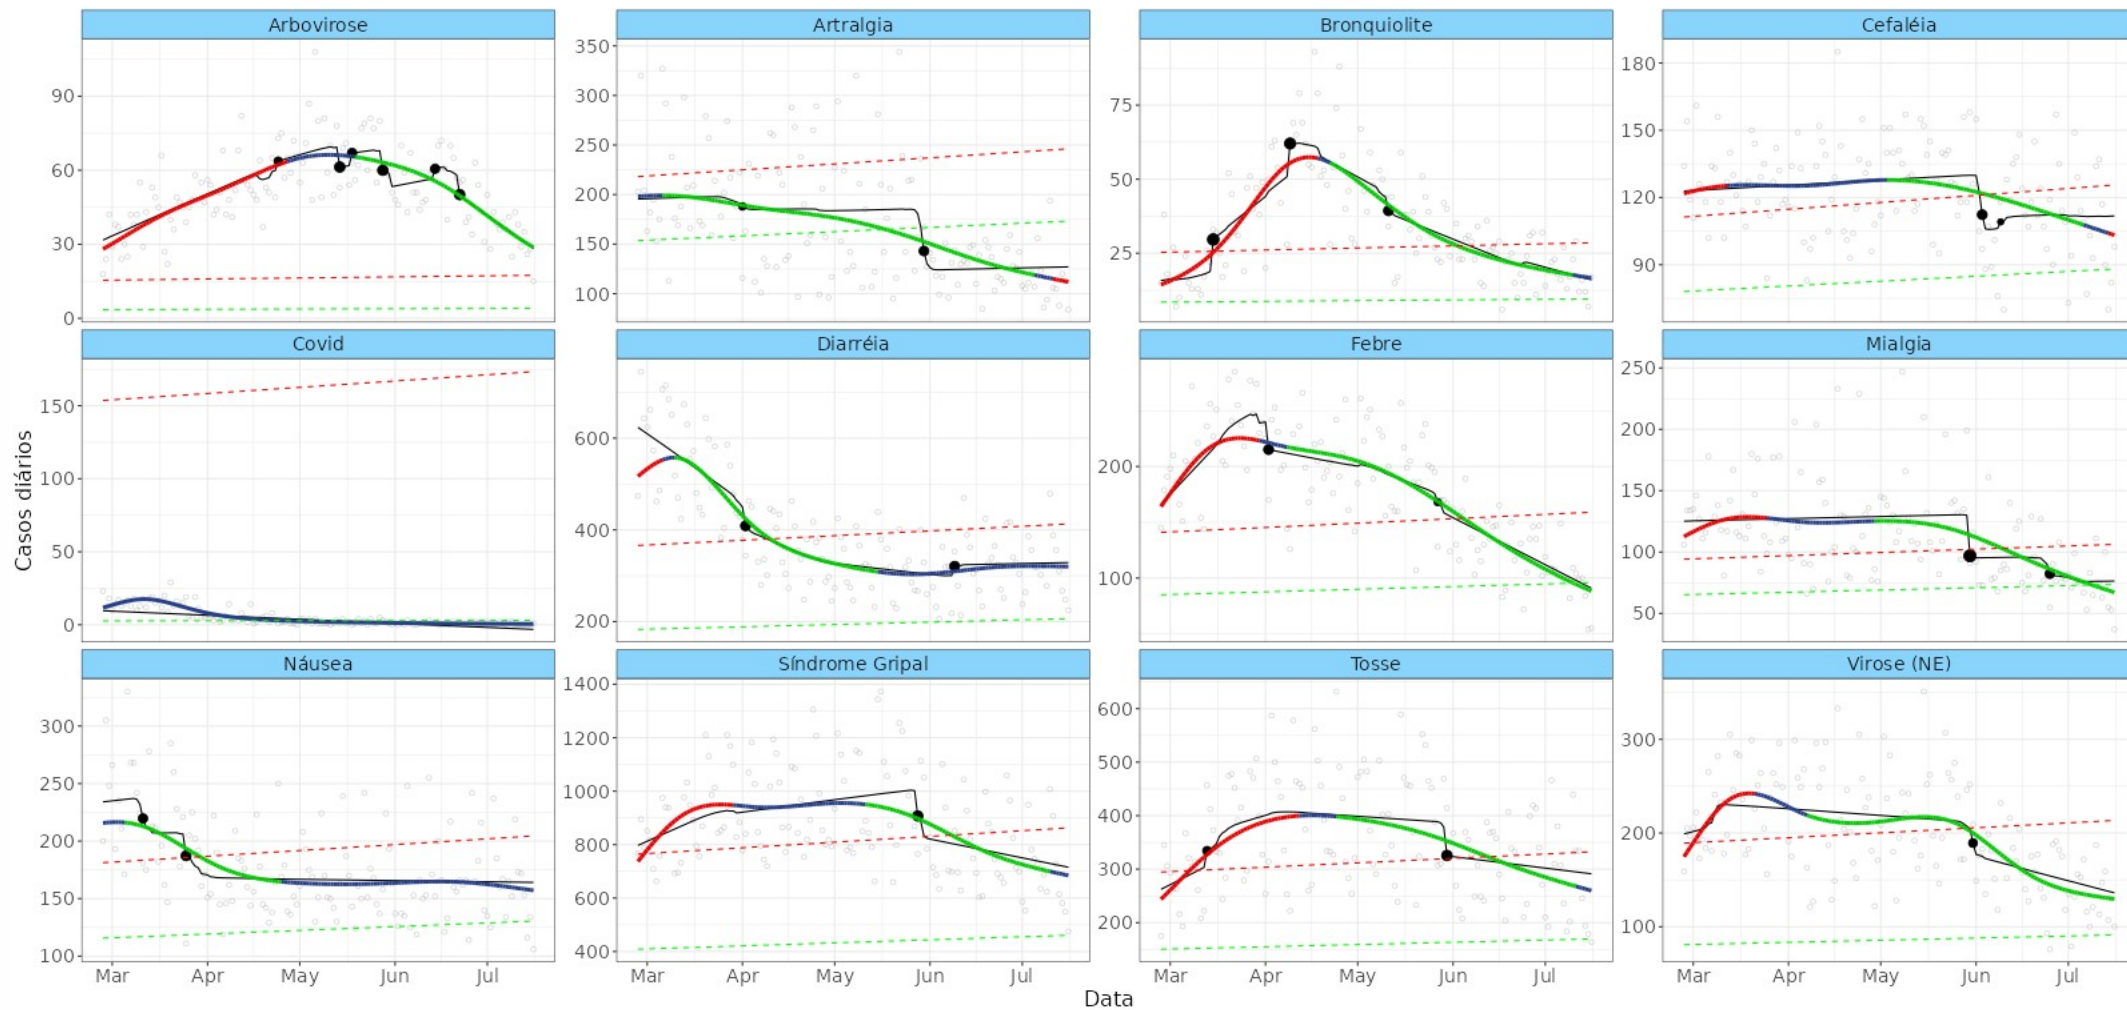 Arbovirose
Artralgia
Bronquiolite
Cefaléia
90
60
30
0
350
300
250
200
150
100
75
50
25
180
150
120
90
Covid
Diarréia
Febre
Mialgia
150
100
50
0
600
400
200
200
100
250
200
150
100
50
Náusea
Síndrome Gripal
Tosse
Virose (NE)
300
250
200
150
100
1400
1200
1000
800
600
400
600
500
400
300
200
300
200
100
Mar Apr May Jun Jul
Mar Apr May Jun Jul
Mar Apr May Jun Jul
Mar Apr May Jun Jul
Casos diários
Data